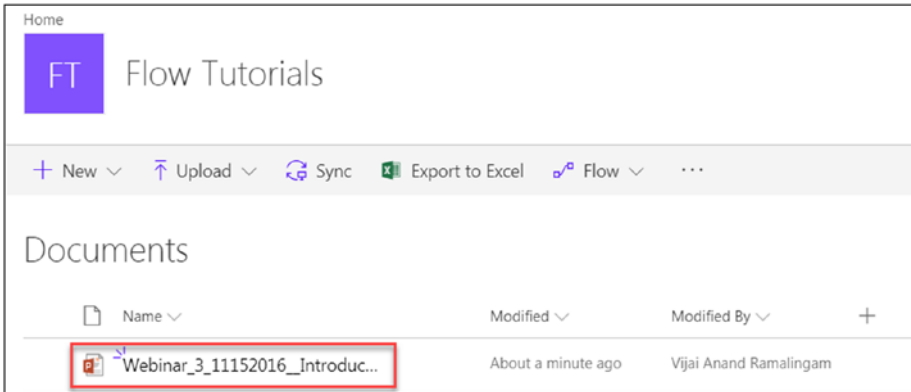 Home
FT Flow Tutorials
New Upload Sync Export to Excel Flow ...
Documents
Name Modified Modified By
Webinar_3_11152016__Introduc... About a minute ago Vijai Anand Ramalingam